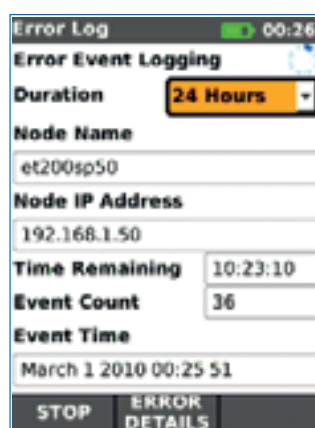 Error Log 00:26
Error Event Logging
Duration 24 Hours
Node Name
et200sp50
Node IP Address
192.168.1.50
Time Remaining 10:23:10
Event Count 36
Event Time
March 1 2010 00:25 51
STOP ERROR
DETAILS